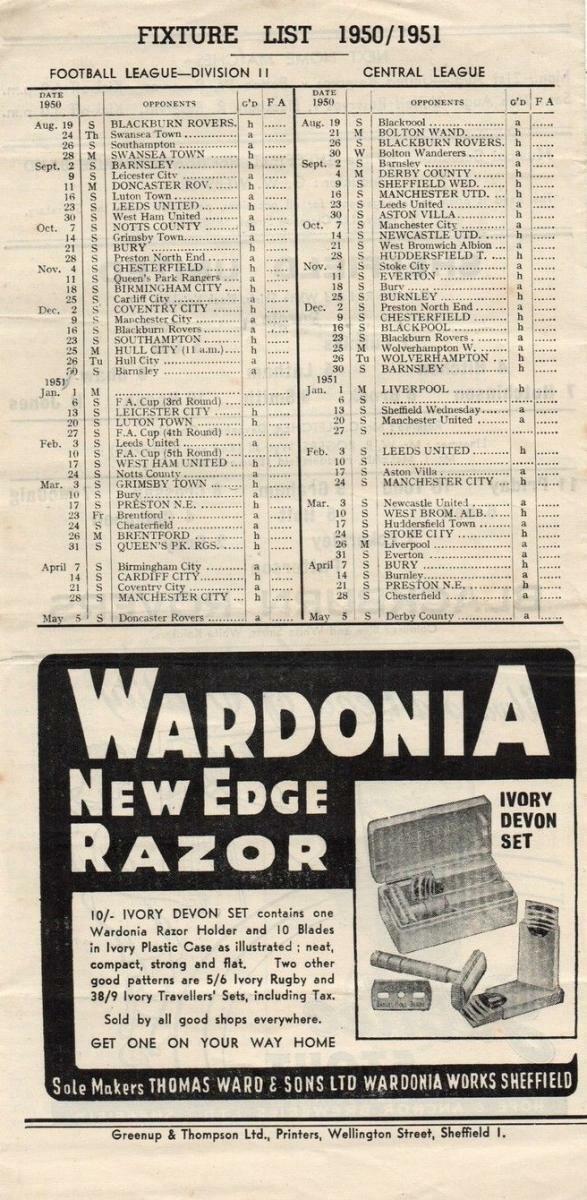 FIXTURE LIST 1950/1951
FOOTBALL LEAGUE—DIVISION II
DATE 1950 OPPONENTS G'D F A
Aug. 19 S BLACKBURN ROVERS. h ......
24 Th Swansea Town ............ a ......
26 S Southampton ............... a ......
28 M SWANSEA TOWN ....... h ......
Sept. 2 S BARNSLEY ................. h ......
9 S Leicester City .............. a ......
11 M DONCASTER ROV. ...... h ......
16 S Luton Town ................ a ......
23 S LEEDS UNITED .......... h ......
30 S West Ham United ........ a ......
Oct. 7 S NOTTS COUNTY ......... h ......
14 S Grimsby Town............. a ......
21 S BURY ....................... h ......
28 S Preston North End ....... a ......
Nov. 4 S CHESTERFIELD ........... h ......
11 S Queen's Park Rangers ... a ......
18 S BIRMINGHAM CITY ... h ......
25 S Cardiff City ................ a ......
Dec. 2 S COVENTRY CITY ......... h ......
9 S Manchester City .......... a ......
16 S Blackburn Rovers ........ a ......
23 S SOUTHAMPTON ......... h ......
25 M HULL CITY (11 a.m.).... h ......
26 Tu Hull City ................... a ......
30 S Barnsley .................... a ......
1951
Jan. 1 M ............................
6 S F.A. Cup (3rd Round) ....
13 S LEICESTER CITY ........ h ......
20 S LUTON TOWN ............ h ......
27 S F.A. Cup (4th Round) ....
Feb. 3 S Leeds United .............. a ......
10 S F.A. Cup (5th Round) ....
17 S WEST HAM UNITED .. h ......
24 S Notts County .............. a ......
Mar. 3 S GRIMSBY TOWN ....... h ......
10 S Bury ........................ a ......
17 S PRESTON N.E. ........... h ......
23 Fr Brentford .................. a ......
24 S Chesterfield ............... a ......
26 M BRENTFORD ............. h ......
31 S QUEEN'S PK. RGS. ...... h ......
April 7 S Birmingham City ......... a ......
14 S CARDIFF CITY............ h ......
21 S Coventry City ............. a ......
28 S MANCHESTER CITY ... h ......
May 5 S Doncaster Rovers ........ a ......
CENTRAL LEAGUE
DATE 1950 OPPONENTS G'D F A
Aug. 19 S Blackpool .................. a ......
21 M BOLTON WAND. ........ h ......
26 S BLACKBURN ROVERS. h ......
30 W Bolton Wanderers ........ a ......
Sept. 2 S Barnsley .................... a ......
4 M DERBY COUNTY ........ h ......
9 S SHEFFIELD WED. ...... h ......
16 S MANCHESTER UTD. ... h ......
23 S Leeds United .............. a ......
30 S ASTON VILLA............. h ......
Oct. 7 S Manchester City .......... a ......
14 S NEWCASTLE UTD. ..... h ......
21 S West Bromwich Albion ... a ......
28 S HUDDERSFIELD T. ..... h ......
Nov. 4 S Stoke City .................. a ......
11 S EVERTON ................. h ......
18 S Bury ........................ a ......
25 S BURNLEY ................. h ......
Dec. 2 S Preston North End ....... a ......
9 S CHESTERFIELD ......... h ......
16 S BLACKPOOL .............. h ......
23 S Blackburn Rovers ........ a ......
25 M Wolverhampton W. ...... a ......
26 Tu WOLVERHAMPTON ... h ......
30 S BARNSLEY ................ h ......
1951
Jan. 1 M LIVERPOOL .............. h ......
6 S ............................
13 S Sheffield Wednesday..... a ......
20 S Manchester United ....... a ......
27 S ............................
Feb. 3 S LEEDS UNITED .......... h ......
10 S ............................
17 S Aston Villa ................ a ......
24 S MANCHESTER CITY ... h ......
Mar. 3 S Newcastle United ......... a ......
10 S WEST BROM. ALB. ..... h ......
17 S Huddersfield Town ...... a ......
24 S STOKE CITY .............. h ......
26 M Liverpool ................... a ......
31 S Everton .................... a ......
April 7 S BURY ....................... h ......
14 S Burnley..................... a ......
21 S PRESTON N.E. ........... h ......
28 S Chesterfield ............... a ......
May 5 S Derby County ............. a ......
WARDONIA
NEW EDGE
RAZOR
IVORY
DEVON
SET
10/- IVORY DEVON SET contains one
Wardonia Razor Holder and 10 Blades
in Ivory Plastic Case as illustrated ; neat,
compact, strong and flat. Two other
good patterns are 5/6 Ivory Rugby and
38/9 Ivory Travellers' Sets, including Tax.
Sold by all good shops everywhere.
GET ONE ON YOUR WAY HOME
Sole Makers THOMAS WARD & SONS LTD WARDONIA WORKS SHEFFIELD
Greenup & Thompson Ltd., Printers, Wellington Street, Sheffield 1.